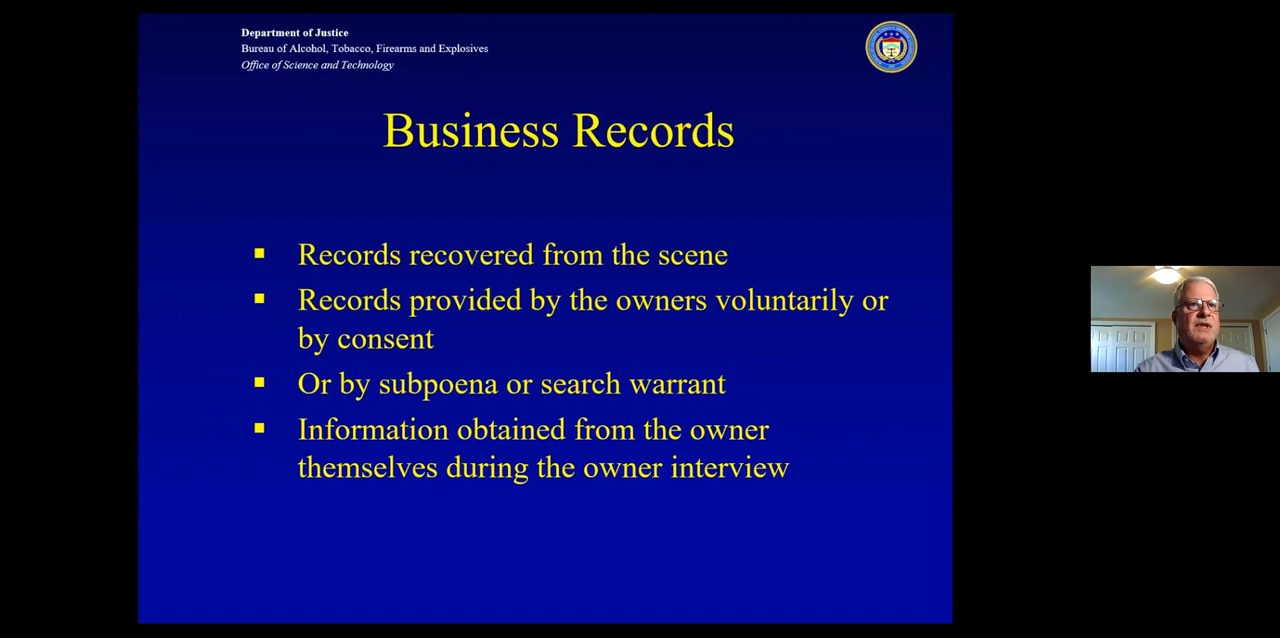 Department of Justice
Bureau of Alcohol, Tobacco, Firearms and Explosives
Office of Science and Technology
Business Records
Records recovered from the scene
Records provided by the owners voluntarily or
by consent
Or by subpoena or search warrant
Information obtained from the owner
themselves during the owner interview